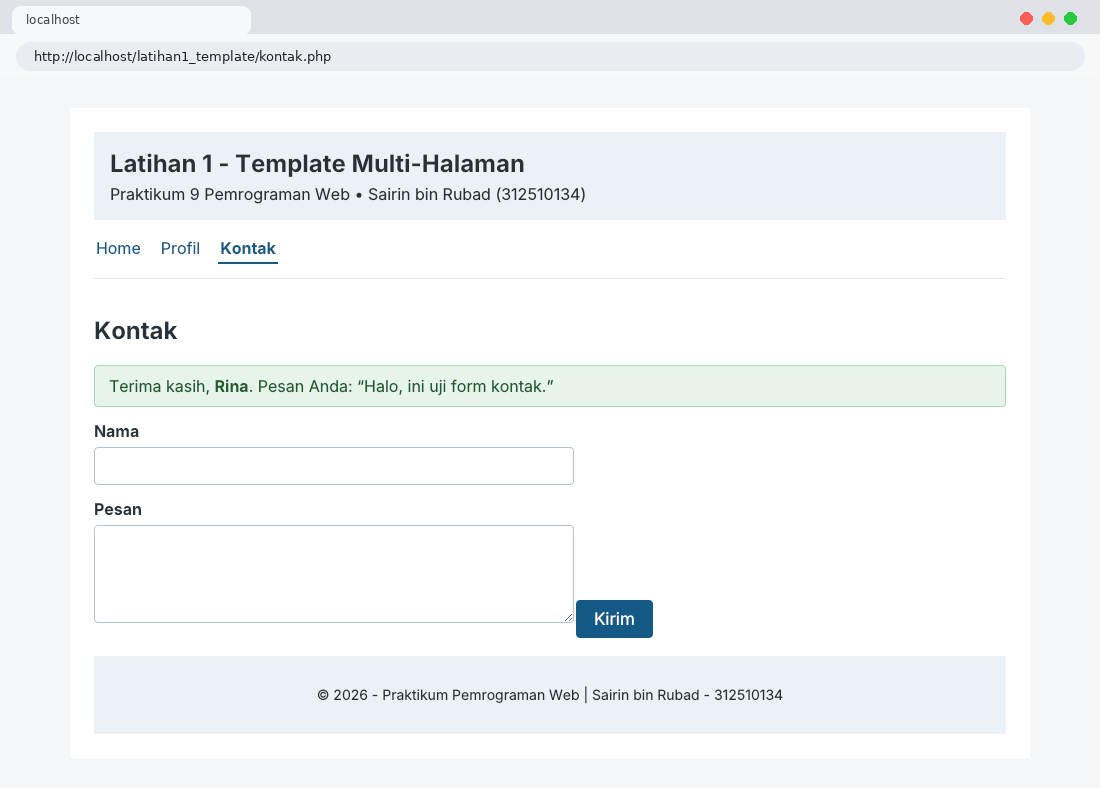 localhost
http://localhost/latihan1_template/kontak.php
Latihan 1 - Template Multi-Halaman
Praktikum 9 Pemrograman Web • Sairin bin Rubad (312510134)
Home Profil Kontak
Kontak
Terima kasih, Rina. Pesan Anda: “Halo, ini uji form kontak.”
Nama
Pesan
Kirim
© 2026 - Praktikum Pemrograman Web | Sairin bin Rubad - 312510134